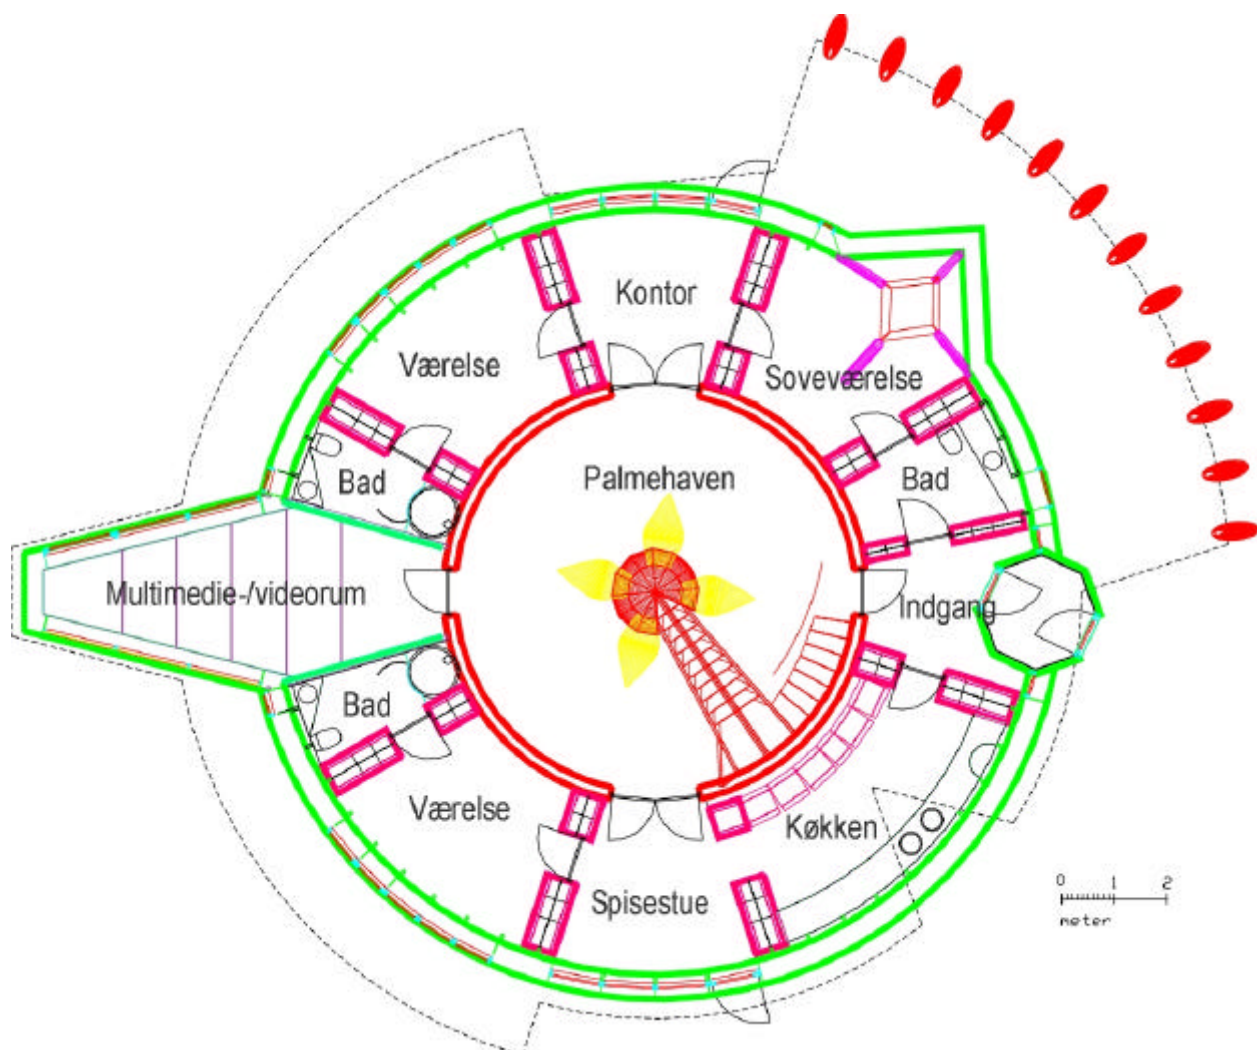 Kontor
Værelse
Soveværelse
Bad
Palmehaven
Bad
Multimedie-/videorum
Indgang
Bad
Værelse
Køkken
Spisestue
0 1 2
meter